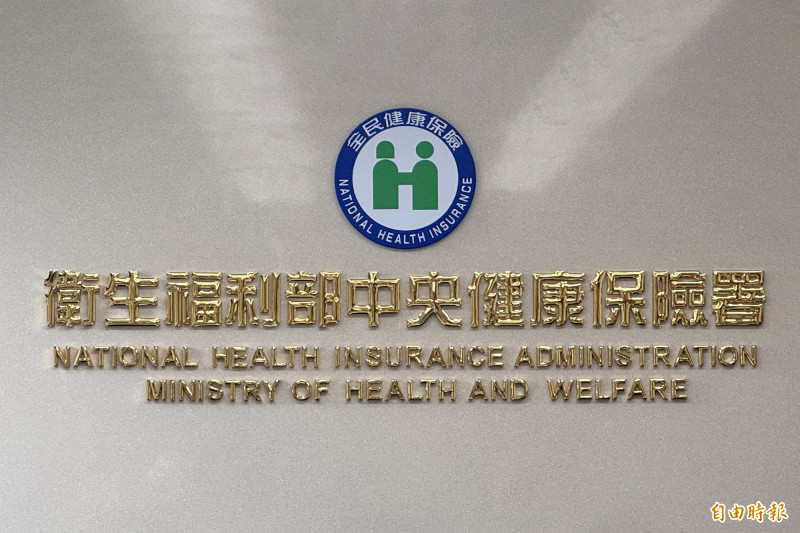 全民健康保險
NATIONAL HEALTH INSURANCE
衛生福利部中央健康保險署
NATIONAL HEALTH INSURANCE ADMINISTRATION
MINISTRY OF HEALTH AND WELFARE
自由時報